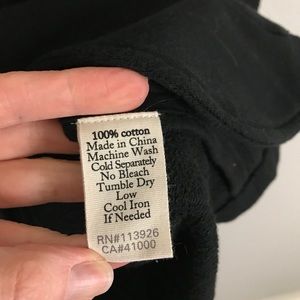 100% cotton
Made in China
Machine Wash
Cold Separately
No Bleach
Tumble Dry
Low
Cool Iron
If Needed
RN#113926
CA#41000